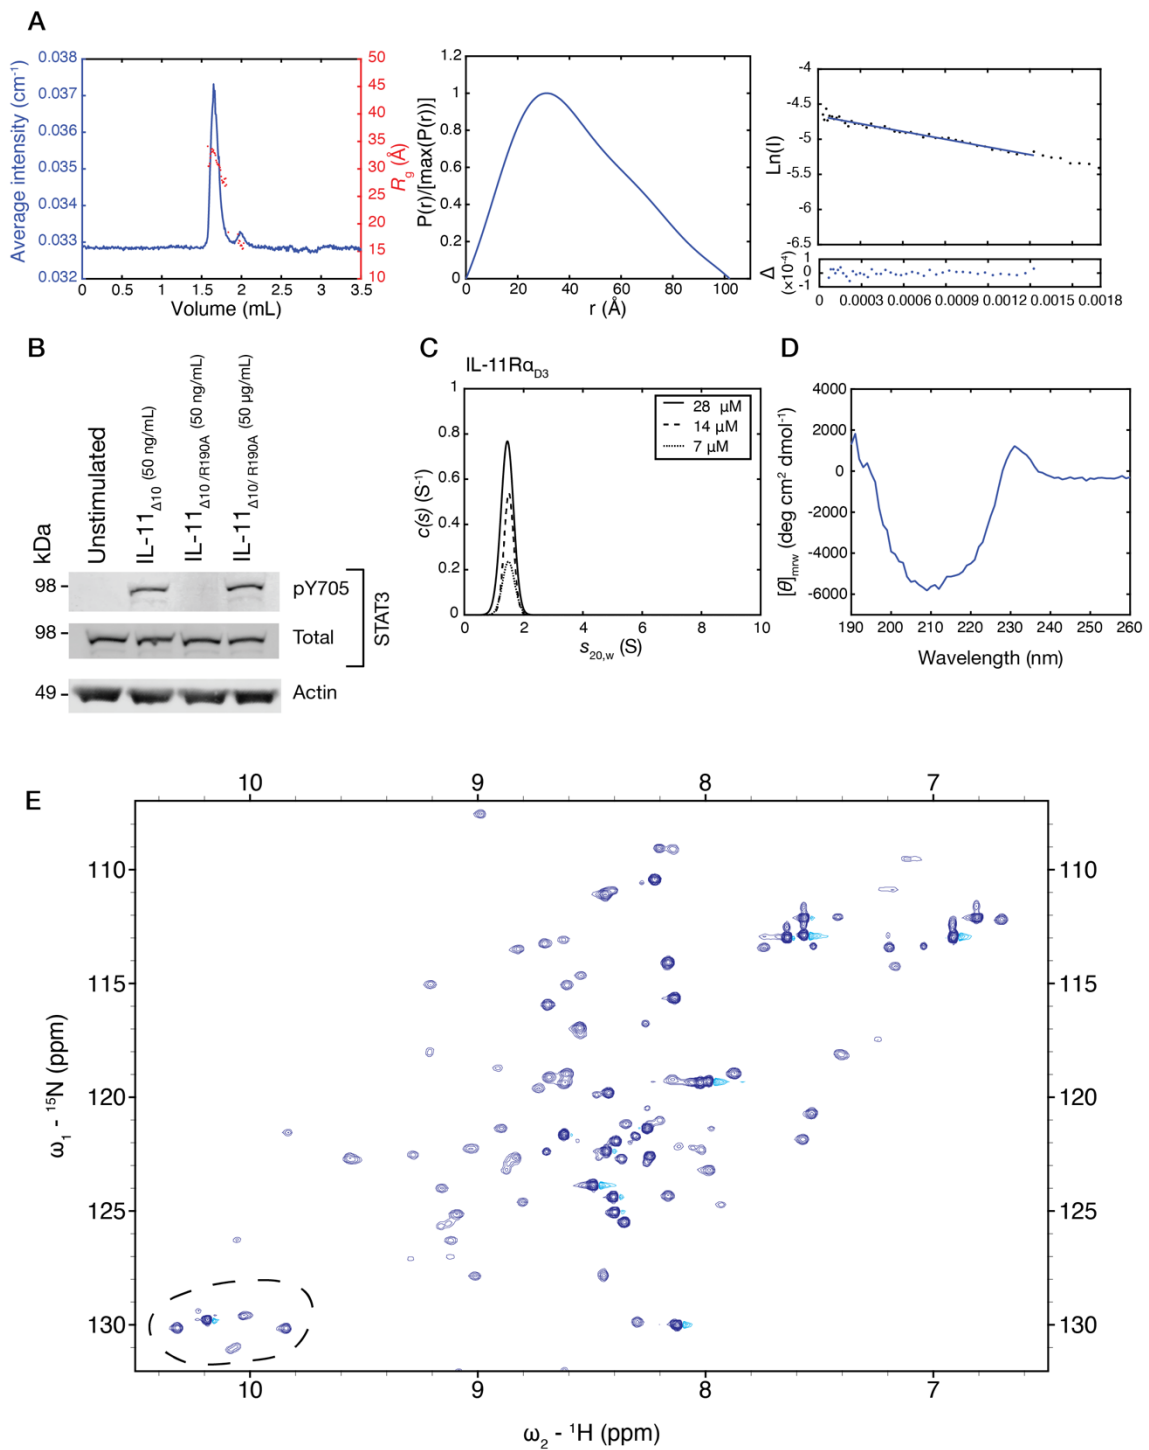 A
Average intensity (cm⁻¹)
0.038
0.037
0.036
0.035
0.034
0.033
0.032
0 0.5 1 1.5 2 2.5 3 3.5
Volume (mL)
50
45
40
35
30
25
20
15
10
Rg (Å)
P(r)/[max(P(r))]
1.2
1
0.8
0.6
0.4
0.2
0
0 20 40 60 80 100
r (Å)
Ln(I)
-4
-4.5
-5
-5.5
-6
-6.5
Δ (×10⁻⁴)
1
0
-1
0 0.0003 0.0006 0.0009 0.0012 0.0015 0.0018
B
kDa
Unstimulated
IL-11Δ10 (50 ng/mL)
IL-11Δ10/R190A (50 ng/mL)
IL-11Δ10/ R190A (50 µg/mL)
98
pY705
98
Total
STAT3
49
Actin
C
IL-11RαD3
c(s) (S⁻¹)
1
0.8
0.6
0.4
0.2
0
28 µM
14 µM
7 µM
0 2 4 6 8 10
s20,w (S)
D
[θ]mrw (deg cm² dmol⁻¹)
4000
2000
0
-2000
-4000
-6000
190 200 210 220 230 240 250 260
Wavelength (nm)
E
10 9 8 7
ω1 - ¹⁵N (ppm)
110 110
115 115
120 120
125 125
130 130
10 9 8 7
ω2 - ¹H (ppm)